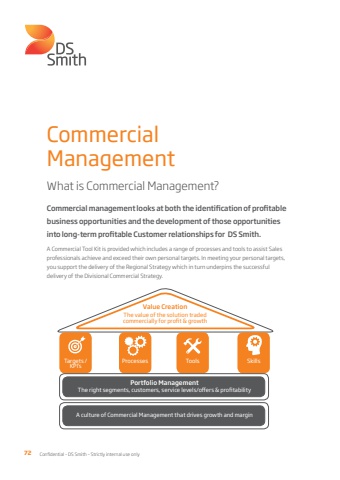 DS
Smith
Commercial
Management
What is Commercial Management?
Commercial management looks at both the identification of profitable
business opportunities and the development of those opportunities
into long-term profitable Customer relationships for DS Smith.
A Commercial Tool Kit is provided which includes a range of processes and tools to assist Sales
professionals achieve and exceed their own personal targets. In meeting your personal targets,
you support the delivery of the Regional Strategy which in turn underpins the successful
delivery of the Divisional Commercial Strategy.
Value Creation
The value of the solution traded
commercially for profit & growth
Targets /
KPI's
Processes
Tools
Skills
Portfolio Management
The right segments, customers, service levels/offers & profitability
A culture of Commercial Management that drives growth and margin
72 Confidential - DS Smith - Strictly internal use only.